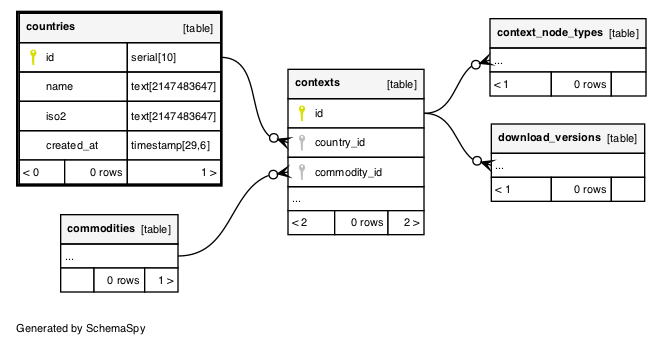 countries [table]
id serial[10]
name text[2147483647]
iso2 text[2147483647]
created_at timestamp[29,6]
< 0 0 rows 1 >
commodities [table]
...
0 rows 1 >
contexts [table]
id
country_id
commodity_id
...
< 2 0 rows 2 >
context_node_types [table]
...
< 1 0 rows
download_versions [table]
...
< 1 0 rows
Generated by SchemaSpy